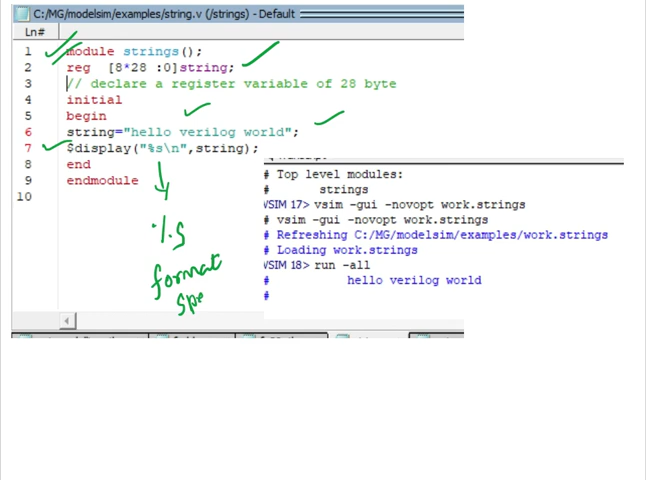 C:/MG/modelsim/examples/string.v (/strings) - Default
Ln#
1 module strings();
2 reg [8*28 :0]string;
3 // declare a register variable of 28 byte
4 initial
5 begin
6 string="hello verilog world";
7 $display("%s\n",string);
8 end
9 endmodule
10
# Top level modules:
# strings
VSIM 17> vsim -gui -novopt work.strings
# vsim -gui -novopt work.strings
# Refreshing C:/MG/modelsim/examples/work.strings
# Loading work.strings
VSIM 18> run -all
# hello verilog world
#
%s
format
spe